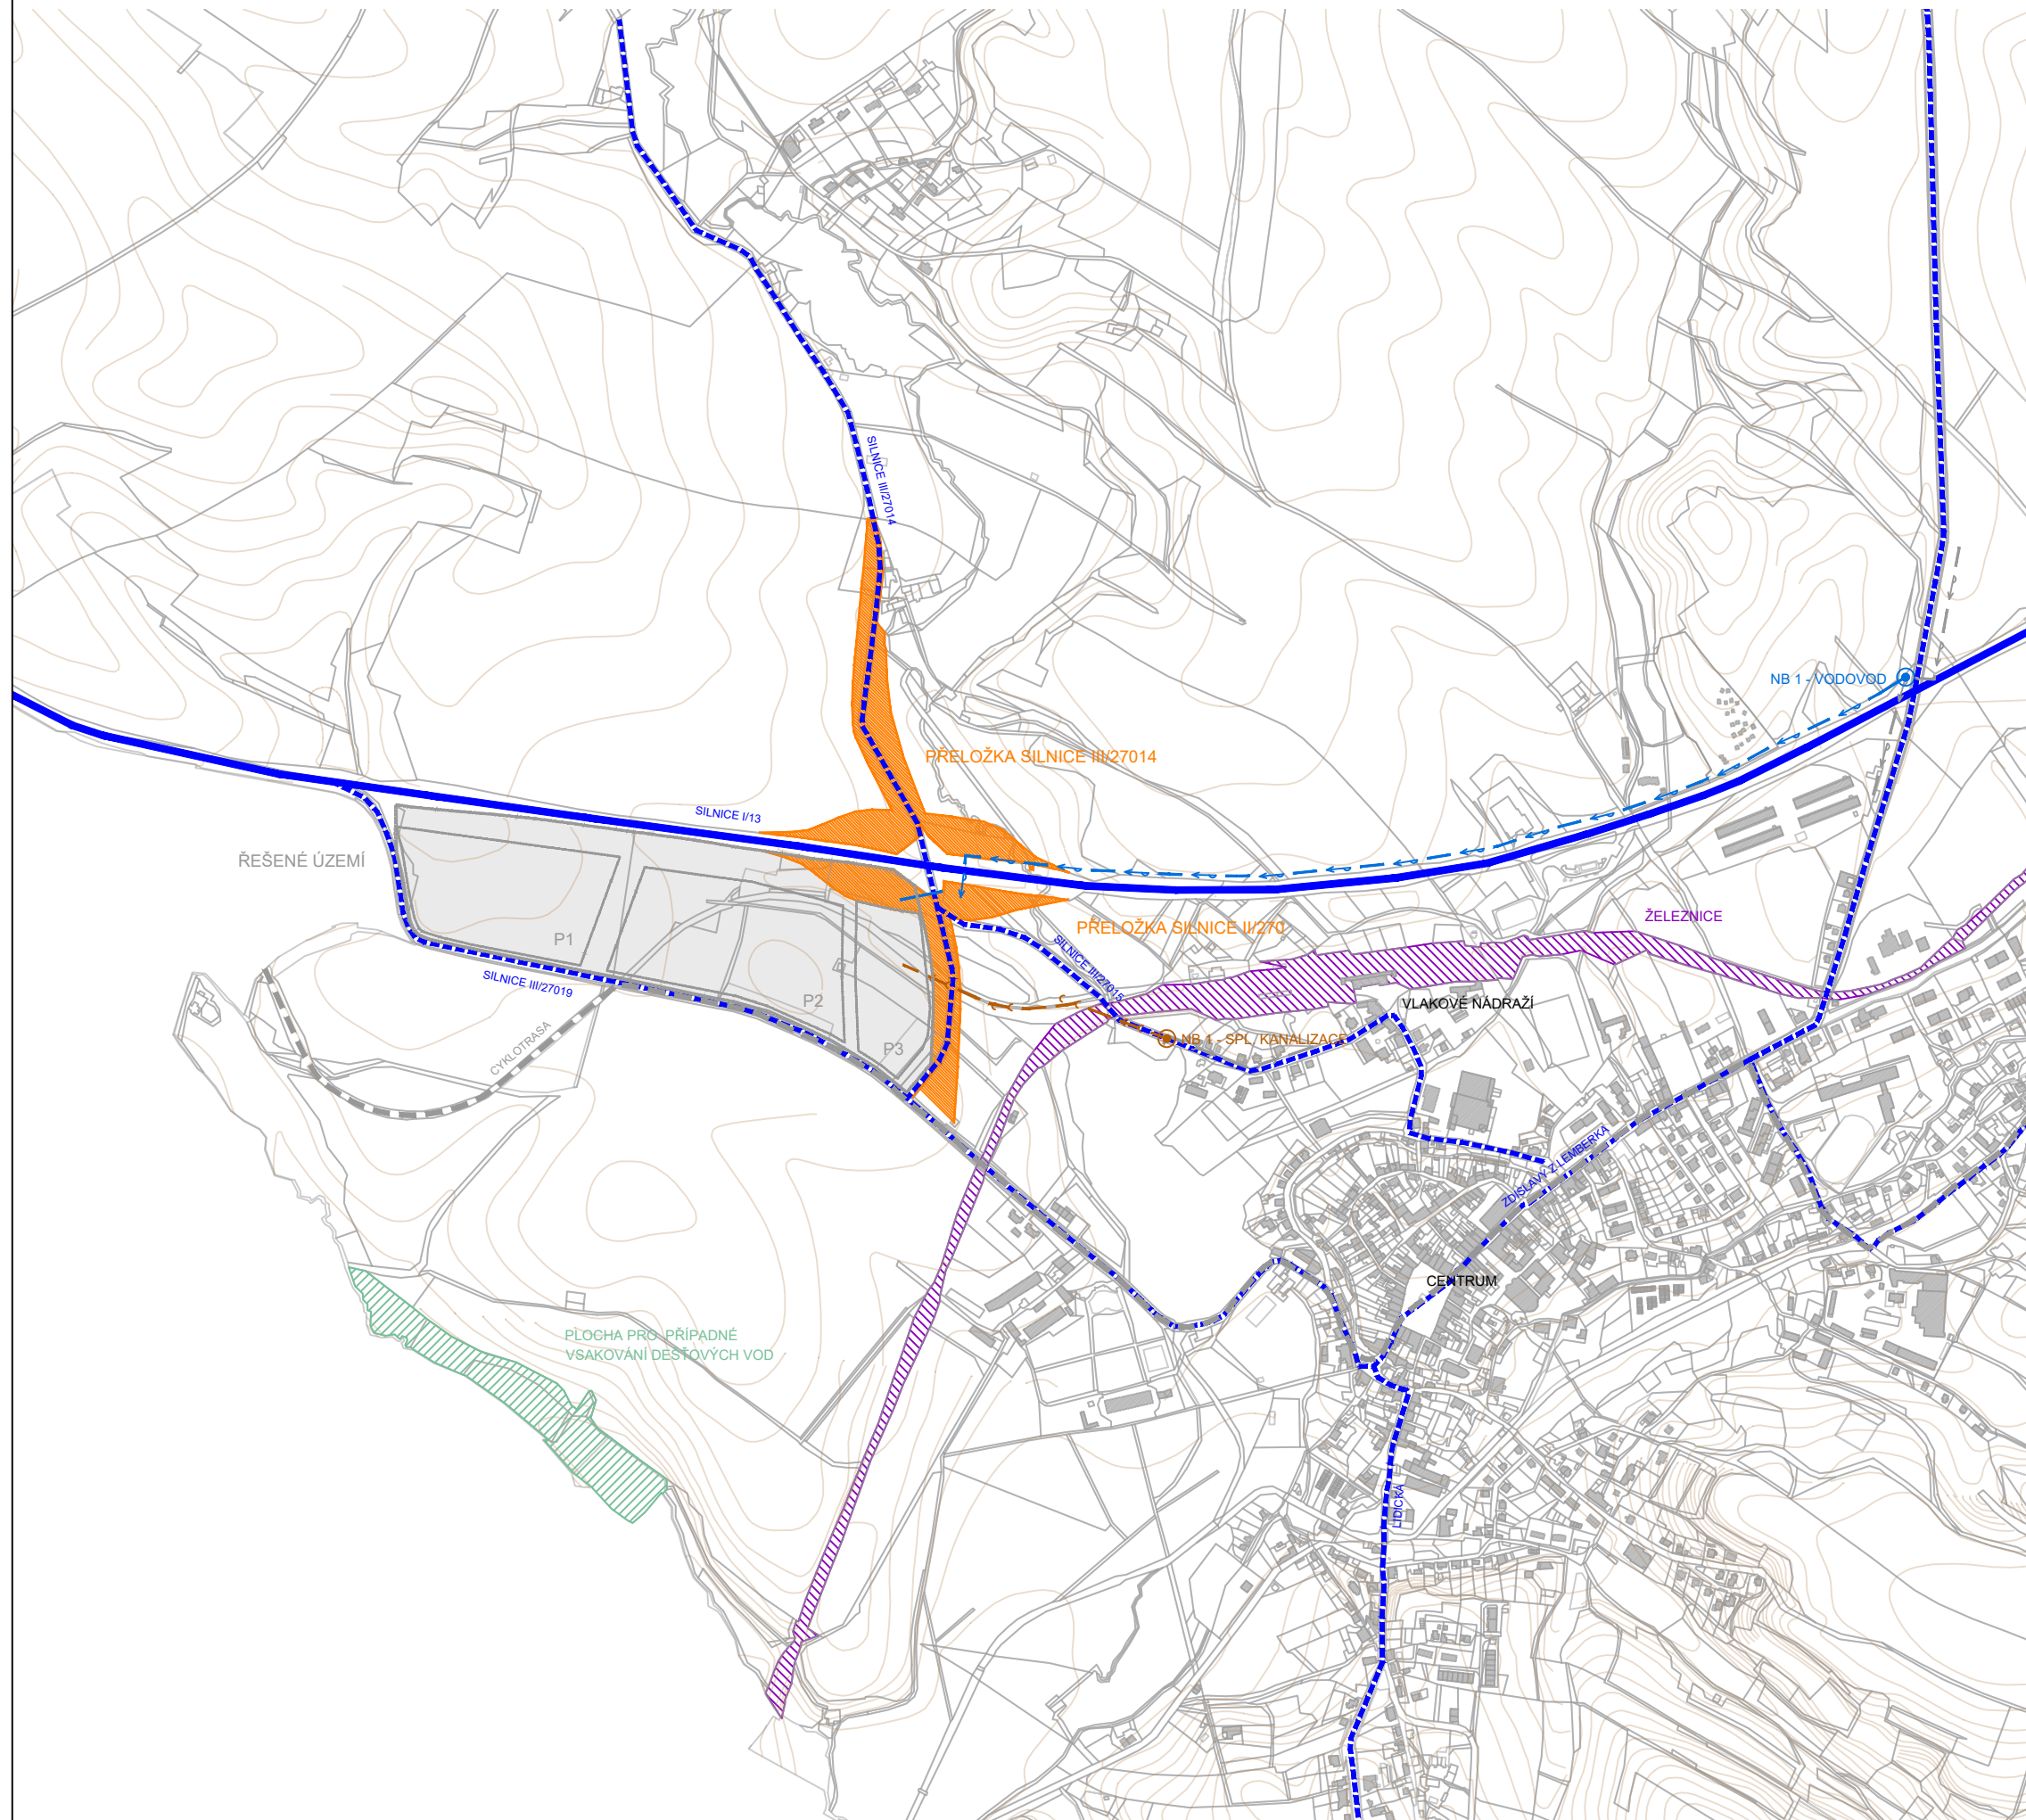 SILNICE III/27014
NB 1 - VODOVOD
PŘELOŽKA SILNICE III/27014
SILNICE I/13
ŘEŠENÉ ÚZEMÍ
ŽELEZNICE
PŘELOŽKA SILNICE II/270
P1
SILNICE III/27015
SILNICE III/27019
P2
VLAKOVÉ NÁDRAŽÍ
CYKLOTRASA
P3
NB 1 - SPL. KANALIZACE
ZDISLAVY Z LEMBERKA
CENTRUM
PLOCHA PRO PŘÍPADNÉ
VSAKOVÁNÍ DEŠŤOVÝCH VOD
LIDICKÁ